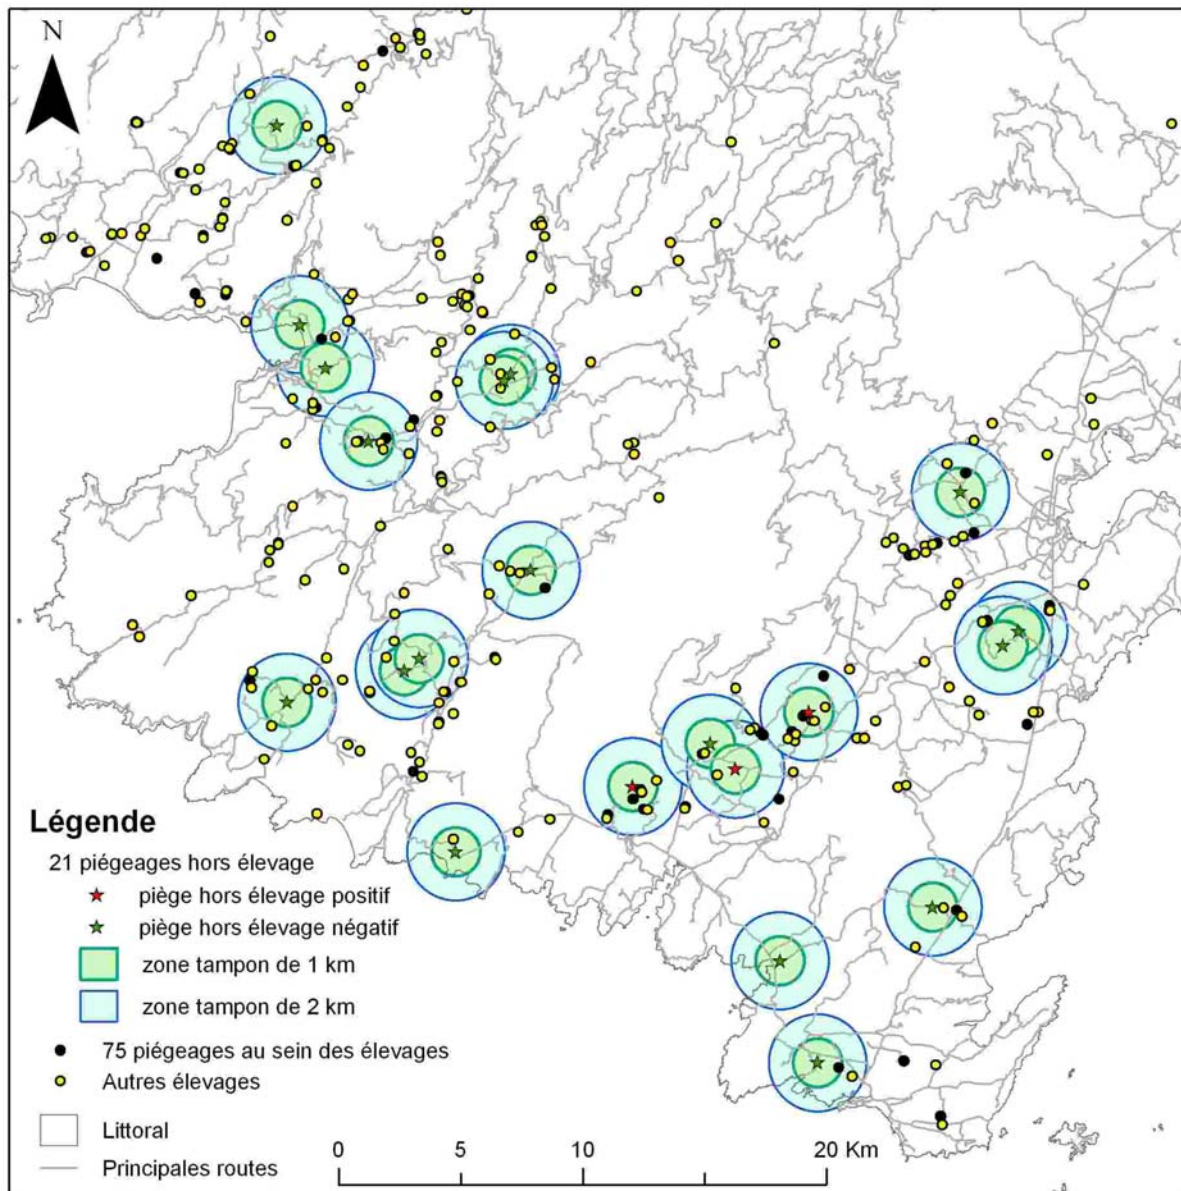 N
Légende
21 piégeages hors élevage
piège hors élevage positif
piège hors élevage négatif
zone tampon de 1 km
zone tampon de 2 km
75 piégeages au sein des élevages
Autres élevages
Littoral
Principales routes
0 5 10 20 Km